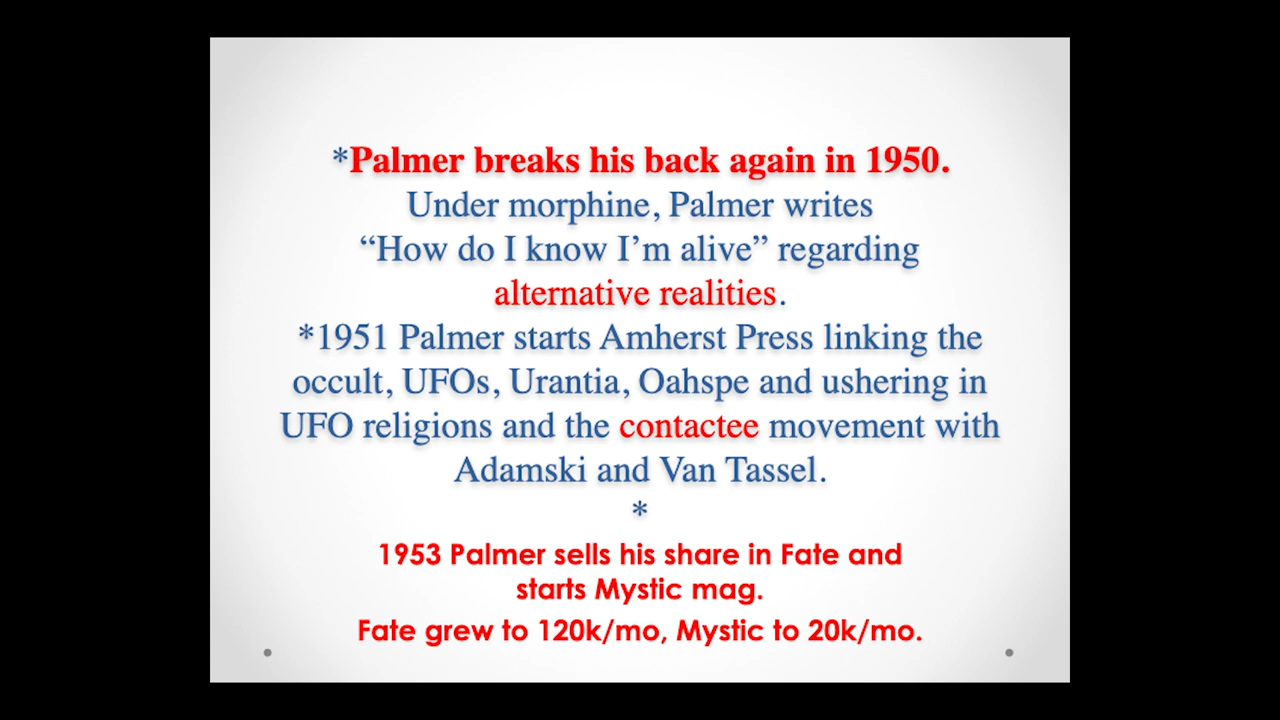 *Palmer breaks his back again in 1950.
Under morphine, Palmer writes
“How do I know I’m alive” regarding
alternative realities.
*1951 Palmer starts Amherst Press linking the
occult, UFOs, Urantia, Oahspe and ushering in
UFO religions and the contactee movement with
Adamski and Van Tassel.
*
1953 Palmer sells his share in Fate and
starts Mystic mag.
Fate grew to 120k/mo, Mystic to 20k/mo.